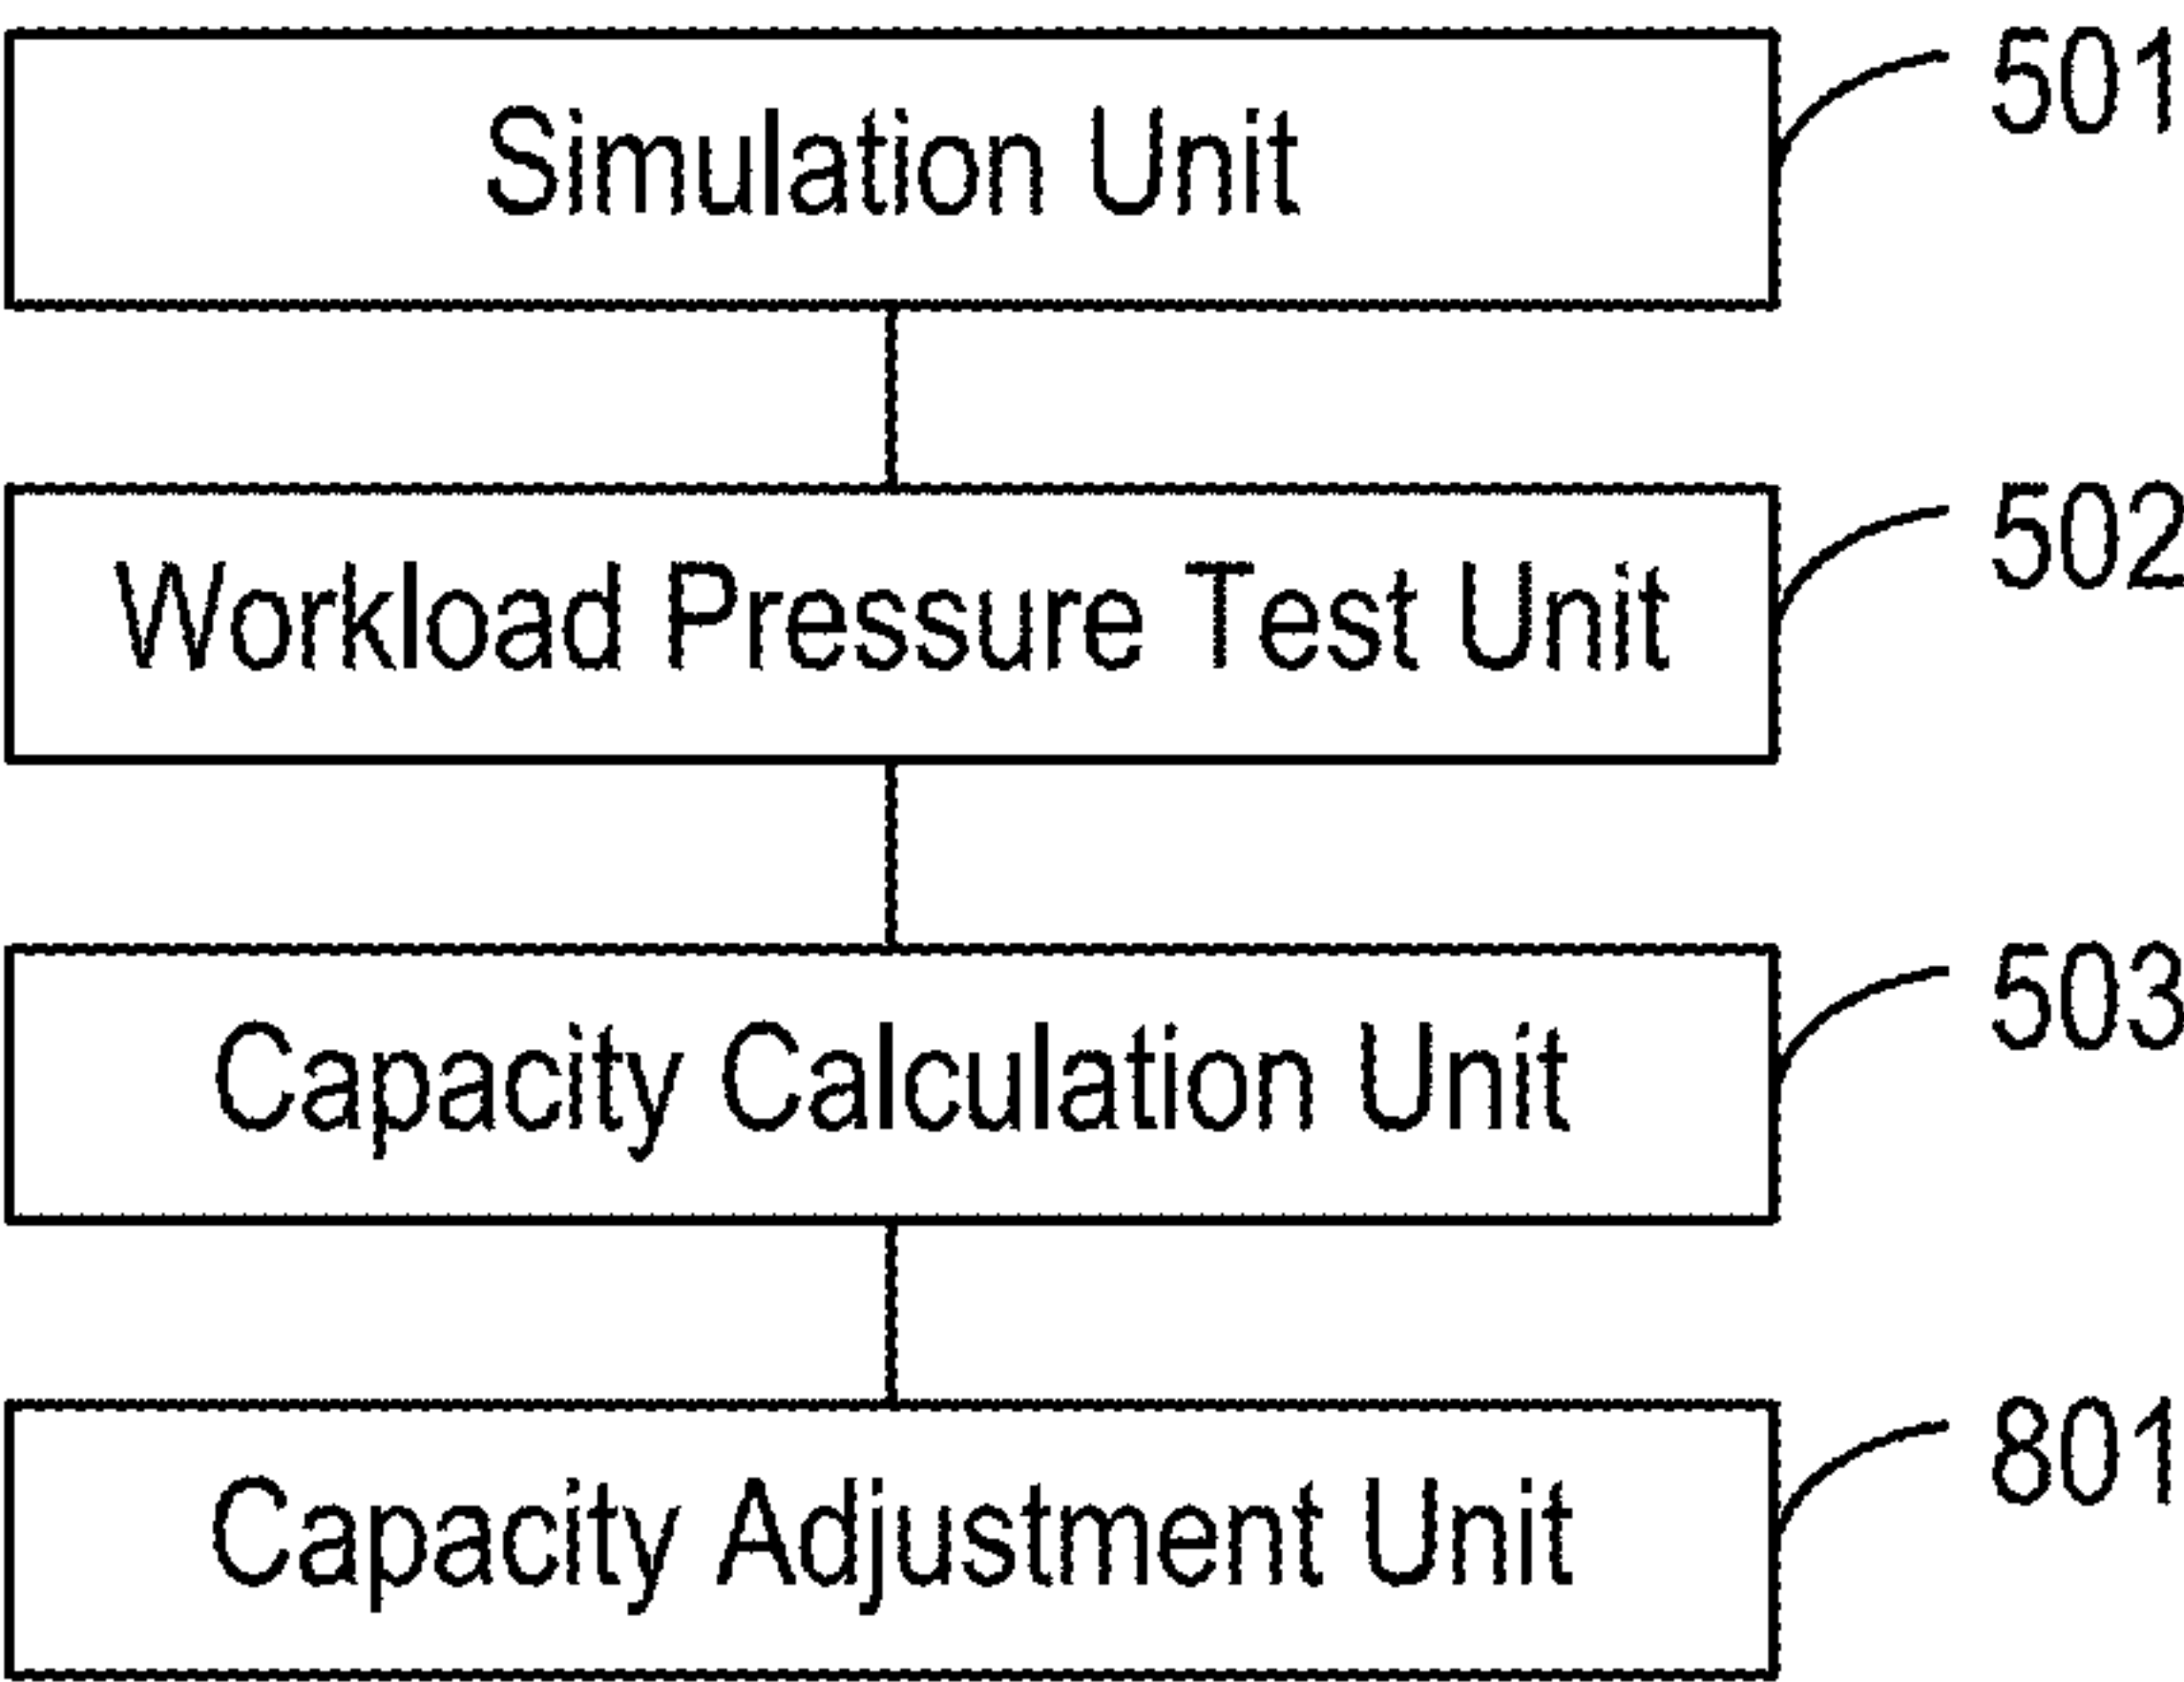 Simulation Unit 501
Workload Pressure Test Unit 502
Capacity Calculation Unit 503
Capacity Adjustment Unit 801